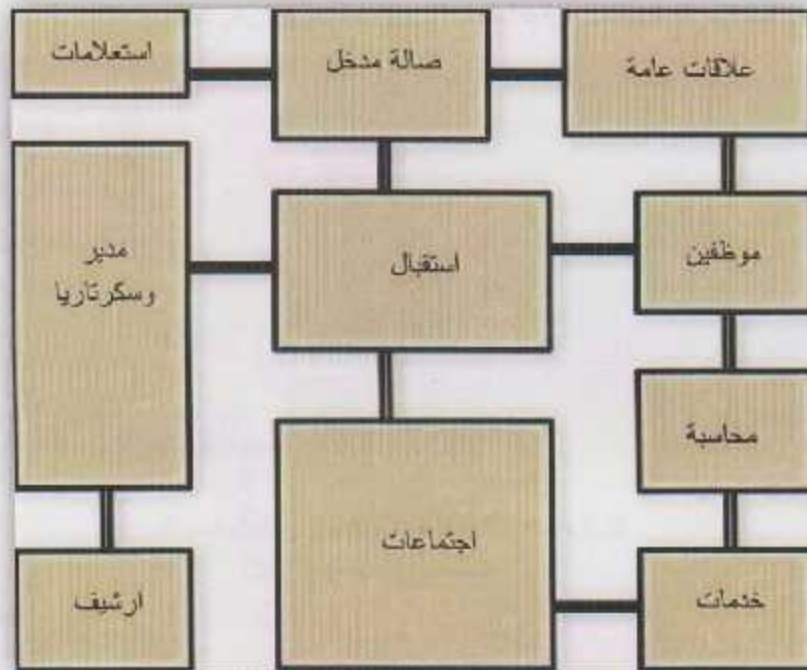 علاقات عامة
صالة مدخل
استعلامات
موظفين
استقبال
مدير
وسكرتاريا
محاسبة
اجتماعات
خدمات
ارشيف